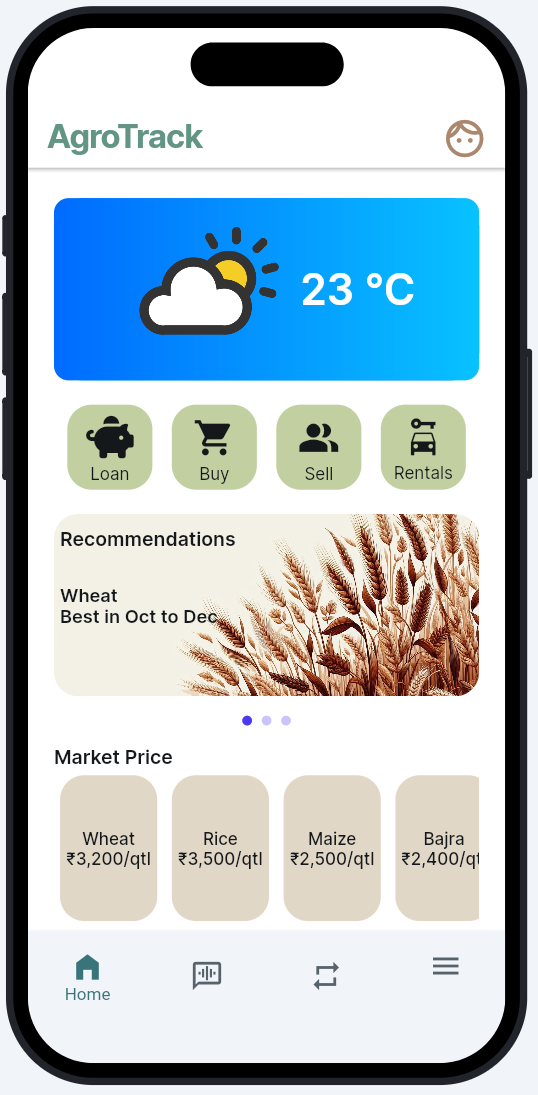 AgroTrack
23 °C
Loan
Buy
Sell
Rentals
Recommendations
Wheat
Best in Oct to Dec
Market Price
Wheat
₹3,200/qtl
Rice
₹3,500/qtl
Maize
₹2,500/qtl
Bajra
₹2,400/qt
Home